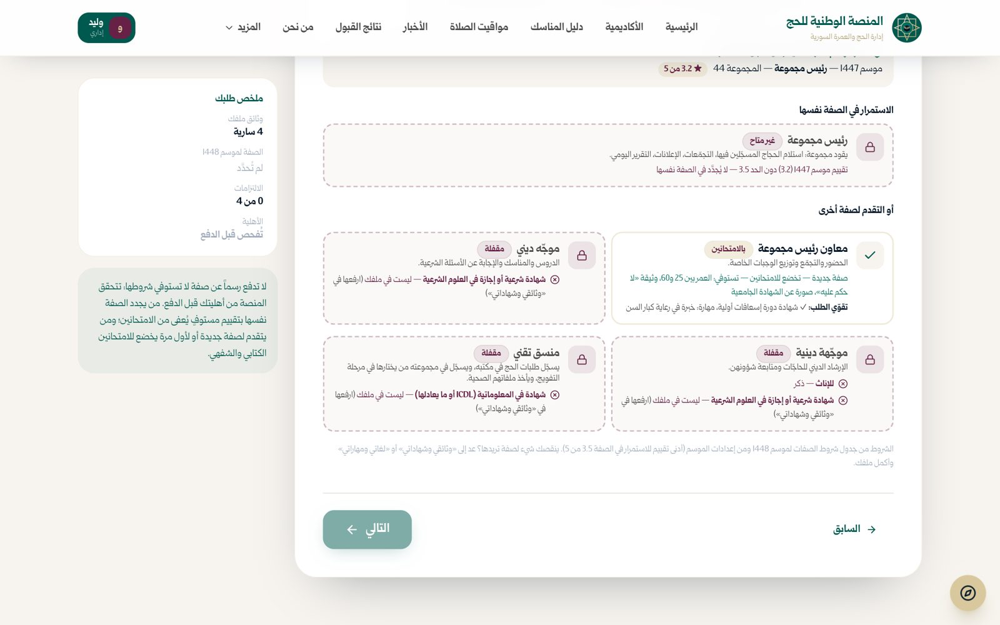 المنصة الوطنية للحج
إدارة الحج والعمرة السورية
الرئيسية
الأكاديمية
دليل المناسك
مواقيت الصلاة
الأخبار
نتائج القبول
من نحن
المزيد
و
وليد
إداري
موسم 1447 — رئيس مجموعة — المجموعة 44 ★ 3.2 من 5
الاستمرار في الصفة نفسها
رئيس مجموعة غير متاح
يقود مجموعة: استلام الحجاج المسجّلين فيها، التجمّعات، الإعلانات، التقرير اليومي.
تقييم موسم 1447 (3.2) دون الحد 3.5 — لا يُجدَّد في الصفة نفسها
أو التقدم لصفة أخرى
معاون رئيس مجموعة بالامتحانين
الحضور والتجمّع وتوزيع الوجبات الخاصة.
صفة جديدة — تخضع للامتحانين — تستوفي: العمر بين 25 و60، وثيقة «لا
حكم عليه»، صورة عن الشهادة الجامعية
تقوّي الطلب: ✓ شهادة دورة إسعافات أولية، مهارة: خبرة في رعاية كبار السن
موجّه ديني مقفلة
الدروس والمناسك والإجابة عن الأسئلة الشرعية.
شهادة شرعية أو إجازة في العلوم الشرعية — ليست في ملفك (ارفعها في
«وثائقي وشهاداتي»)
موجّهة دينية مقفلة
الإرشاد الديني للحاجّات ومتابعة شؤونهن.
للإناث — ذكر
شهادة شرعية أو إجازة في العلوم الشرعية — ليست في ملفك (ارفعها في
«وثائقي وشهاداتي»)
منسق تقني مقفلة
يسجّل طلبات الحج في مكتبه، ويسجّل في مجموعته من يختارها في مرحلة
التفويج، ويأخذ ملفاتهم الصحية.
شهادة في المعلوماتية (ICDL أو ما يعادلها) — ليست في ملفك (ارفعها
في «وثائقي وشهاداتي»)
الشروط من جدول شروط الصفات لموسم 1448 ومن إعدادات الموسم (أدنى تقييم للاستمرار في الصفة 3.5 من 5). ينقصك شيء لصفة تريدها؟ عد إلى «وثائقي وشهاداتي» أو «لغاتي ومهاراتي»
وأكمل ملفك.
السابق
التالي
ملخص طلبك
وثائق ملفك
4 سارية
الصفة لموسم 1448
لم تُحدَّد
الالتزامات
0 من 4
الأهلية
تُفحص قبل الدفع
لا تدفع رسماً عن صفة لا تستوفي شروطها: تتحقق
المنصة من أهليتك قبل الدفع. من يجدد الصفة
نفسها بتقييم مستوفٍ يُعفى من الامتحانين؛ ومن
يتقدم لصفة جديدة أو لأول مرة يخضع للامتحانين
الكتابي والشفهي.